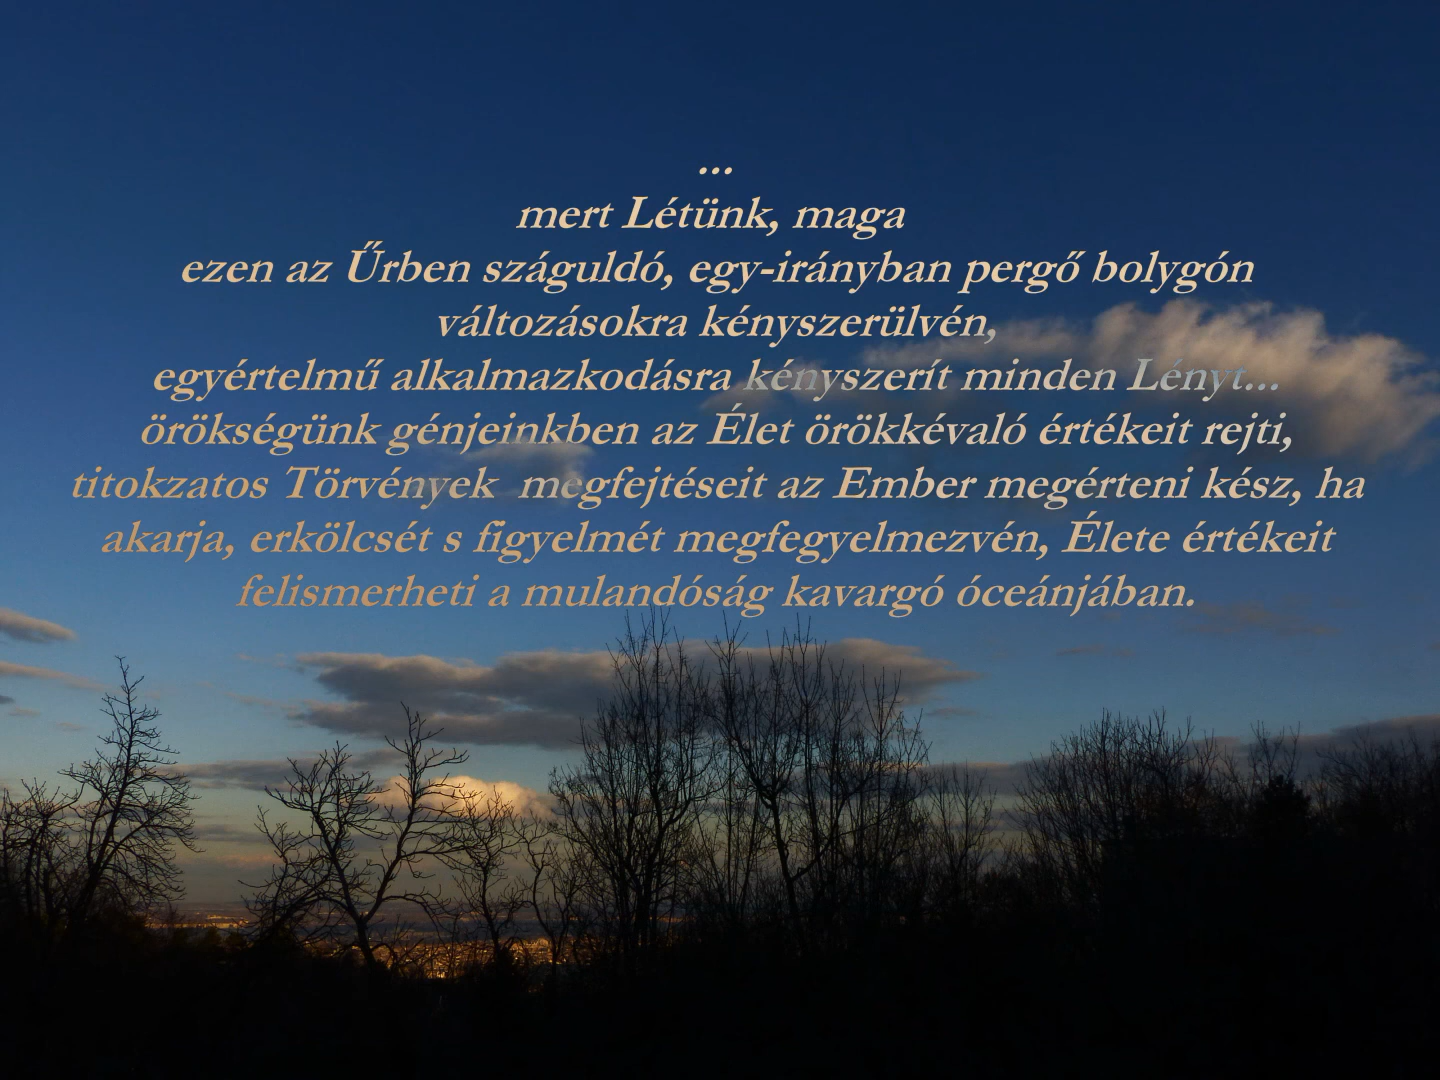 ...
mert Létünk, maga
ezen az Űrben száguldó, egy-irányban pergő bolygón
változásokra kényszerülvén,
egyértelmű alkalmazkodásra kényszerít minden Lényt...
örökségünk génjeinkben az Élet örökkévaló értékeit rejti,
titokzatos Törvények megfejtéseit az Ember megérteni kész, ha
akarja, erkölcsét s figyelmét megfegyelmezvén, Élete értékeit
felismerheti a mulandóság kavargó óceánjában.